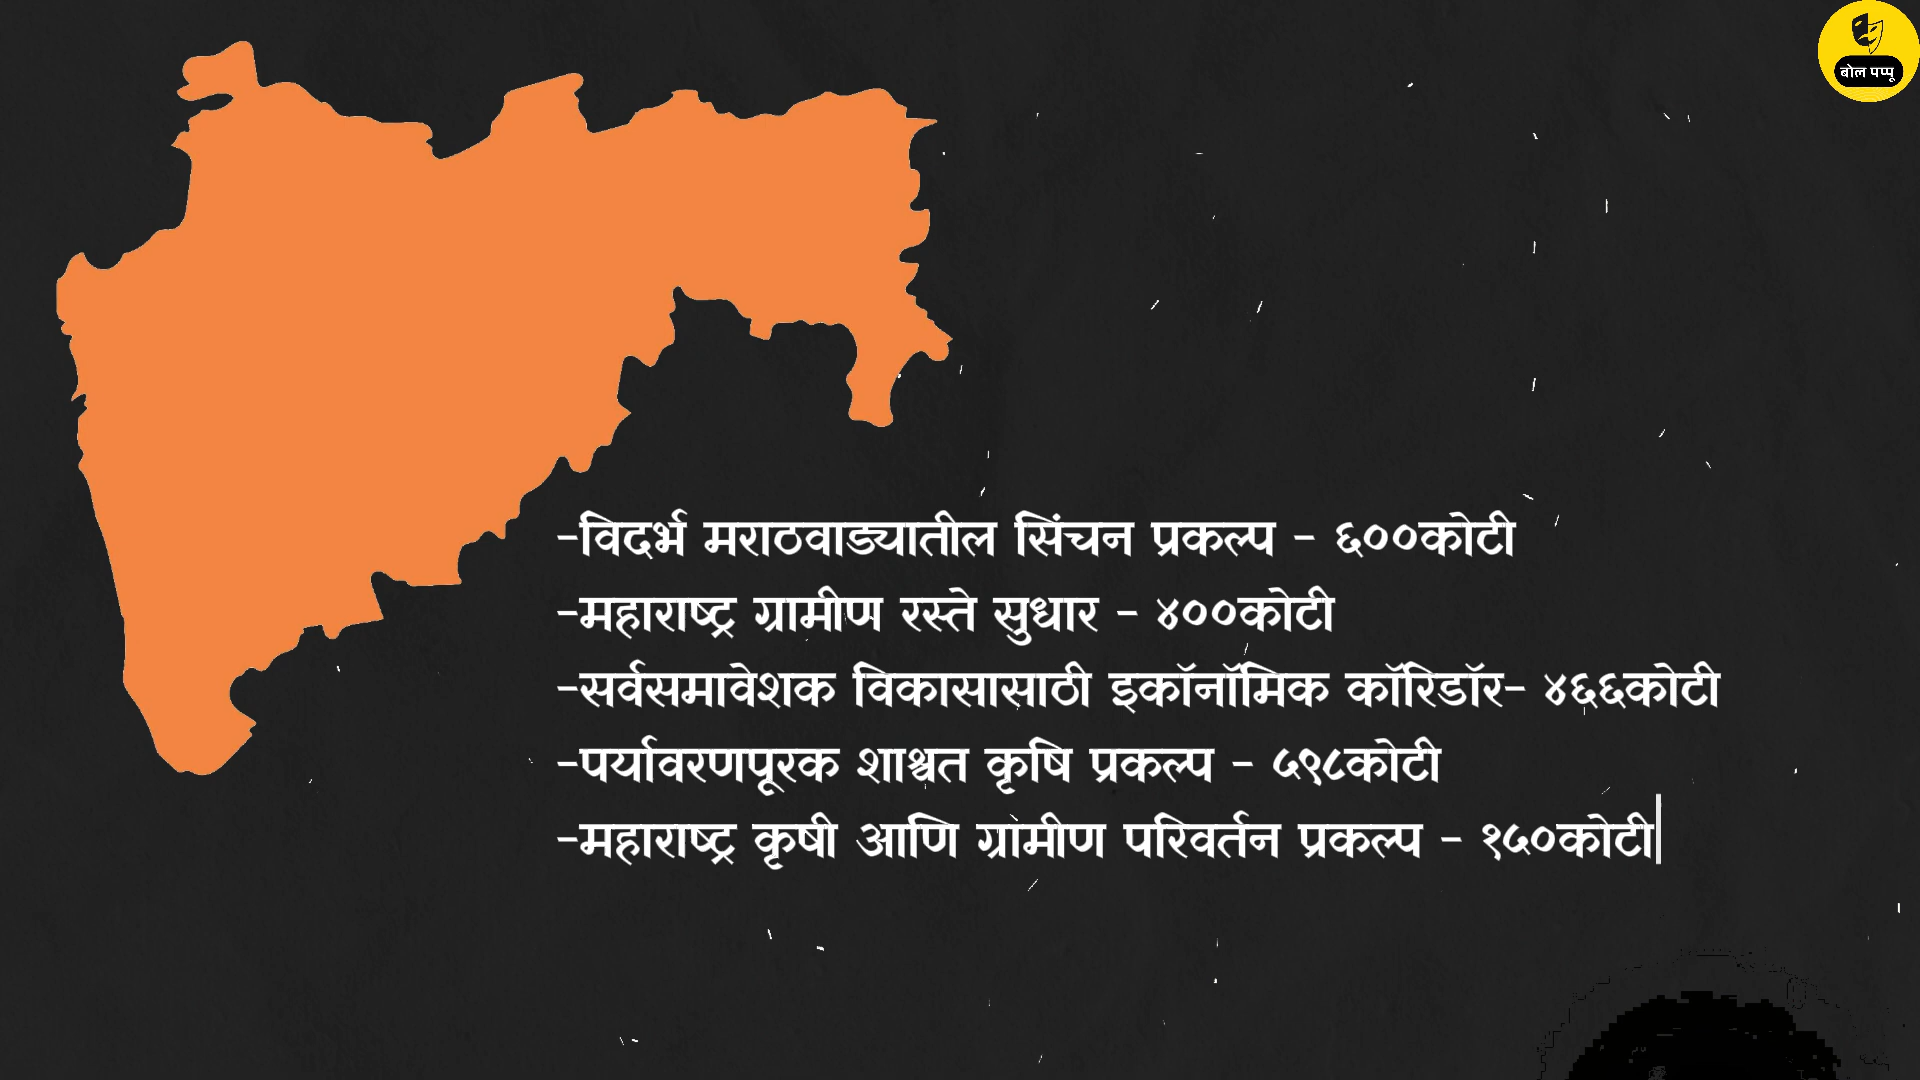 बोल पप्पू
-विदर्भ मराठवाड्यातील सिंचन प्रकल्प - ६००कोटी
-महाराष्ट्र ग्रामीण रस्ते सुधार - ४००कोटी
-सर्वसमावेशक विकासासाठी इकॉनॉमिक कॉरिडॉर- ४६६कोटी
-पर्यावरणपूरक शाश्वत कृषि प्रकल्प - ५९८कोटी
-महाराष्ट्र कृषी आणि ग्रामीण परिवर्तन प्रकल्प - १५०कोटी